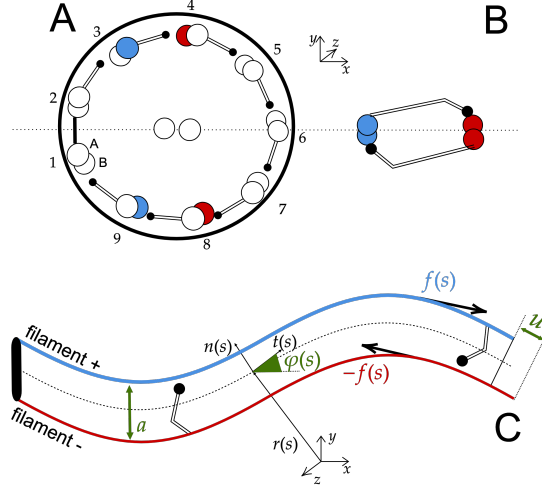 A
4
B
3
5
y
z
x
2
A
B
1
6
7
9
8
f(s)
filament +
n(s)
t(s)
φ(s)
-f(s)
u
a
filament -
r(s)
y
x
z
C